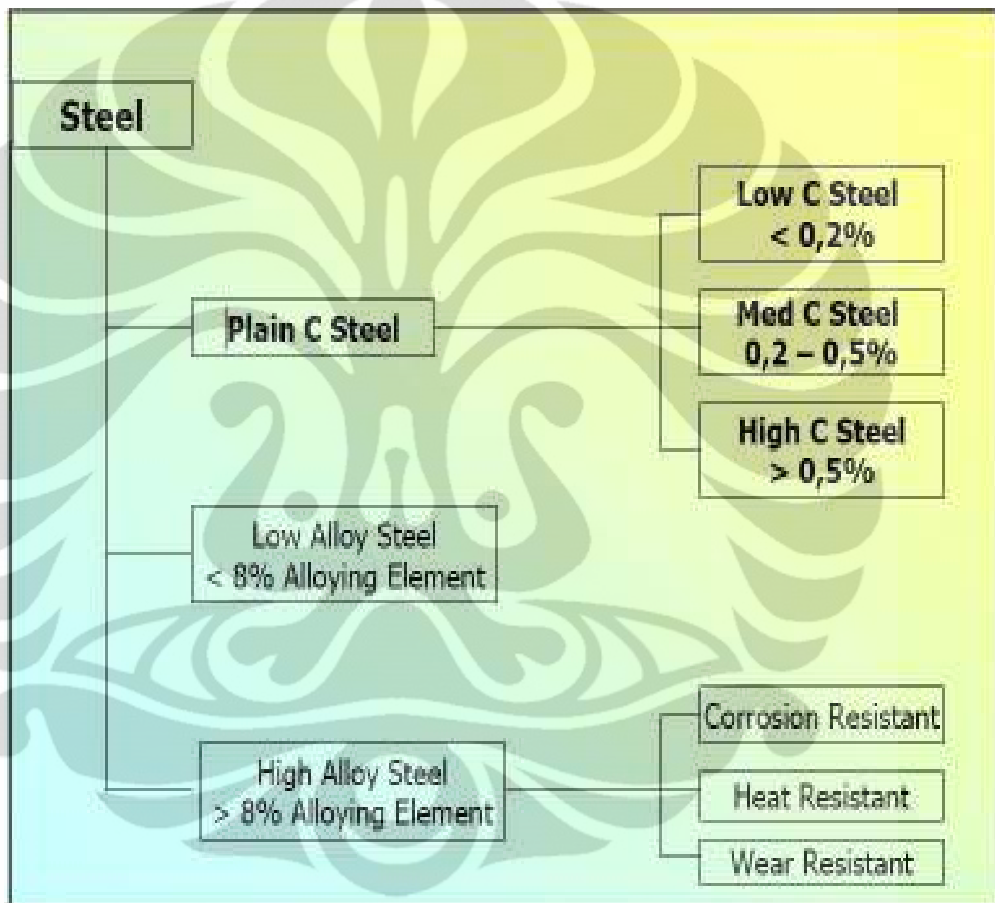 Steel
Plain C Steel
Low C Steel
< 0,2%
Med C Steel
0,2 – 0,5%
High C Steel
> 0,5%
Low Alloy Steel
< 8% Alloying Element
High Alloy Steel
> 8% Alloying Element
Corrosion Resistant
Heat Resistant
Wear Resistant